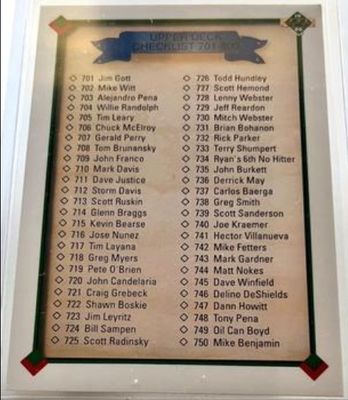 UPPER DECK
CHECKLIST 701-800
701 Jim Gott
702 Mike Witt
703 Alejandro Pena
704 Willie Randolph
705 Tim Leary
706 Chuck McElroy
707 Gerald Perry
708 Tom Brunansky
709 John Franco
710 Mark Davis
711 Dave Justice
712 Storm Davis
713 Scott Ruskin
714 Glenn Braggs
715 Kevin Bearse
716 Jose Nunez
717 Tim Layana
718 Greg Myers
719 Pete O'Brien
720 John Candelaria
721 Craig Grebeck
722 Shawn Boskie
723 Jim Leyritz
724 Bill Sampen
725 Scott Radinsky
726 Todd Hundley
727 Scott Hemond
728 Lenny Webster
729 Jeff Reardon
730 Mitch Webster
731 Brian Bohanon
732 Rick Parker
733 Terry Shumpert
734 Ryan's 6th No Hitter
735 John Burkett
736 Derrick May
737 Carlos Baerga
738 Greg Smith
739 Scott Sanderson
740 Joe Kraemer
741 Hector Villanueva
742 Mike Fetters
743 Mark Gardner
744 Matt Nokes
745 Dave Winfield
746 Delino DeShields
747 Dann Howitt
748 Tony Pena
749 Oil Can Boyd
750 Mike Benjamin